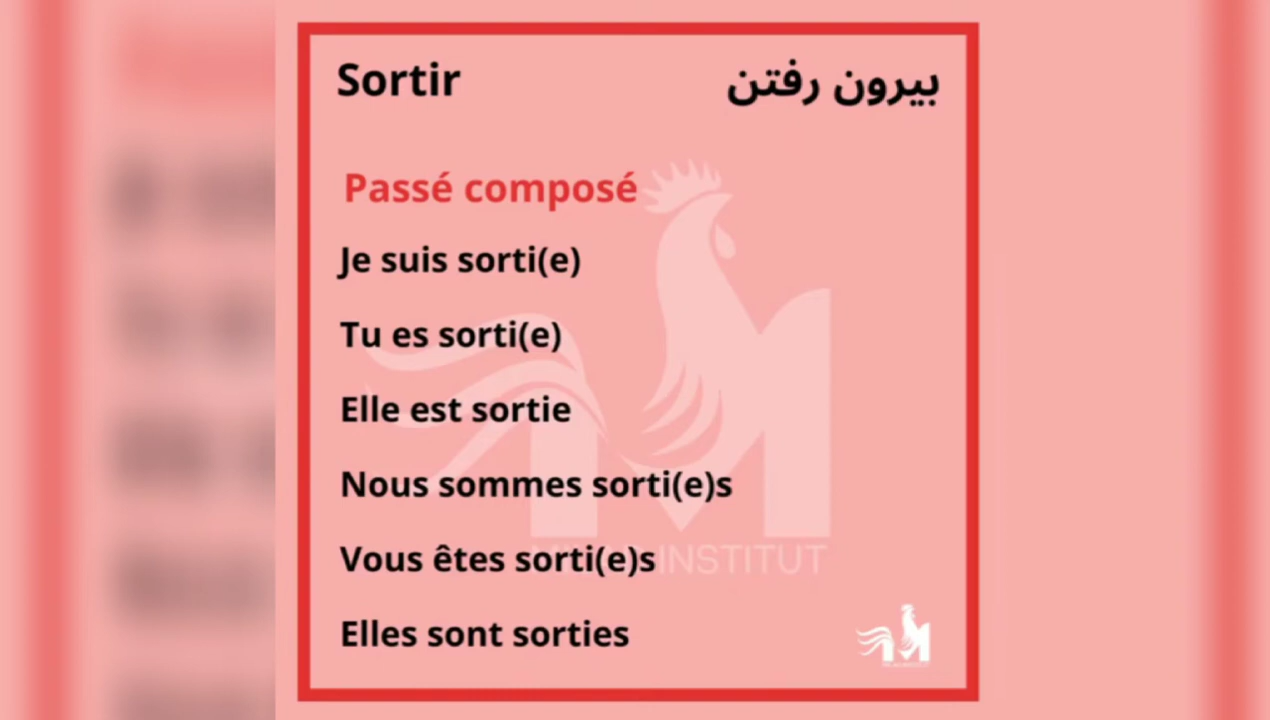 Sortir
بیرون رفتن
Passé composé
Je suis sorti(e)
Tu es sorti(e)
Elle est sortie
Nous sommes sorti(e)s
Vous êtes sorti(e)s
INSTITUT
Elles sont sorties